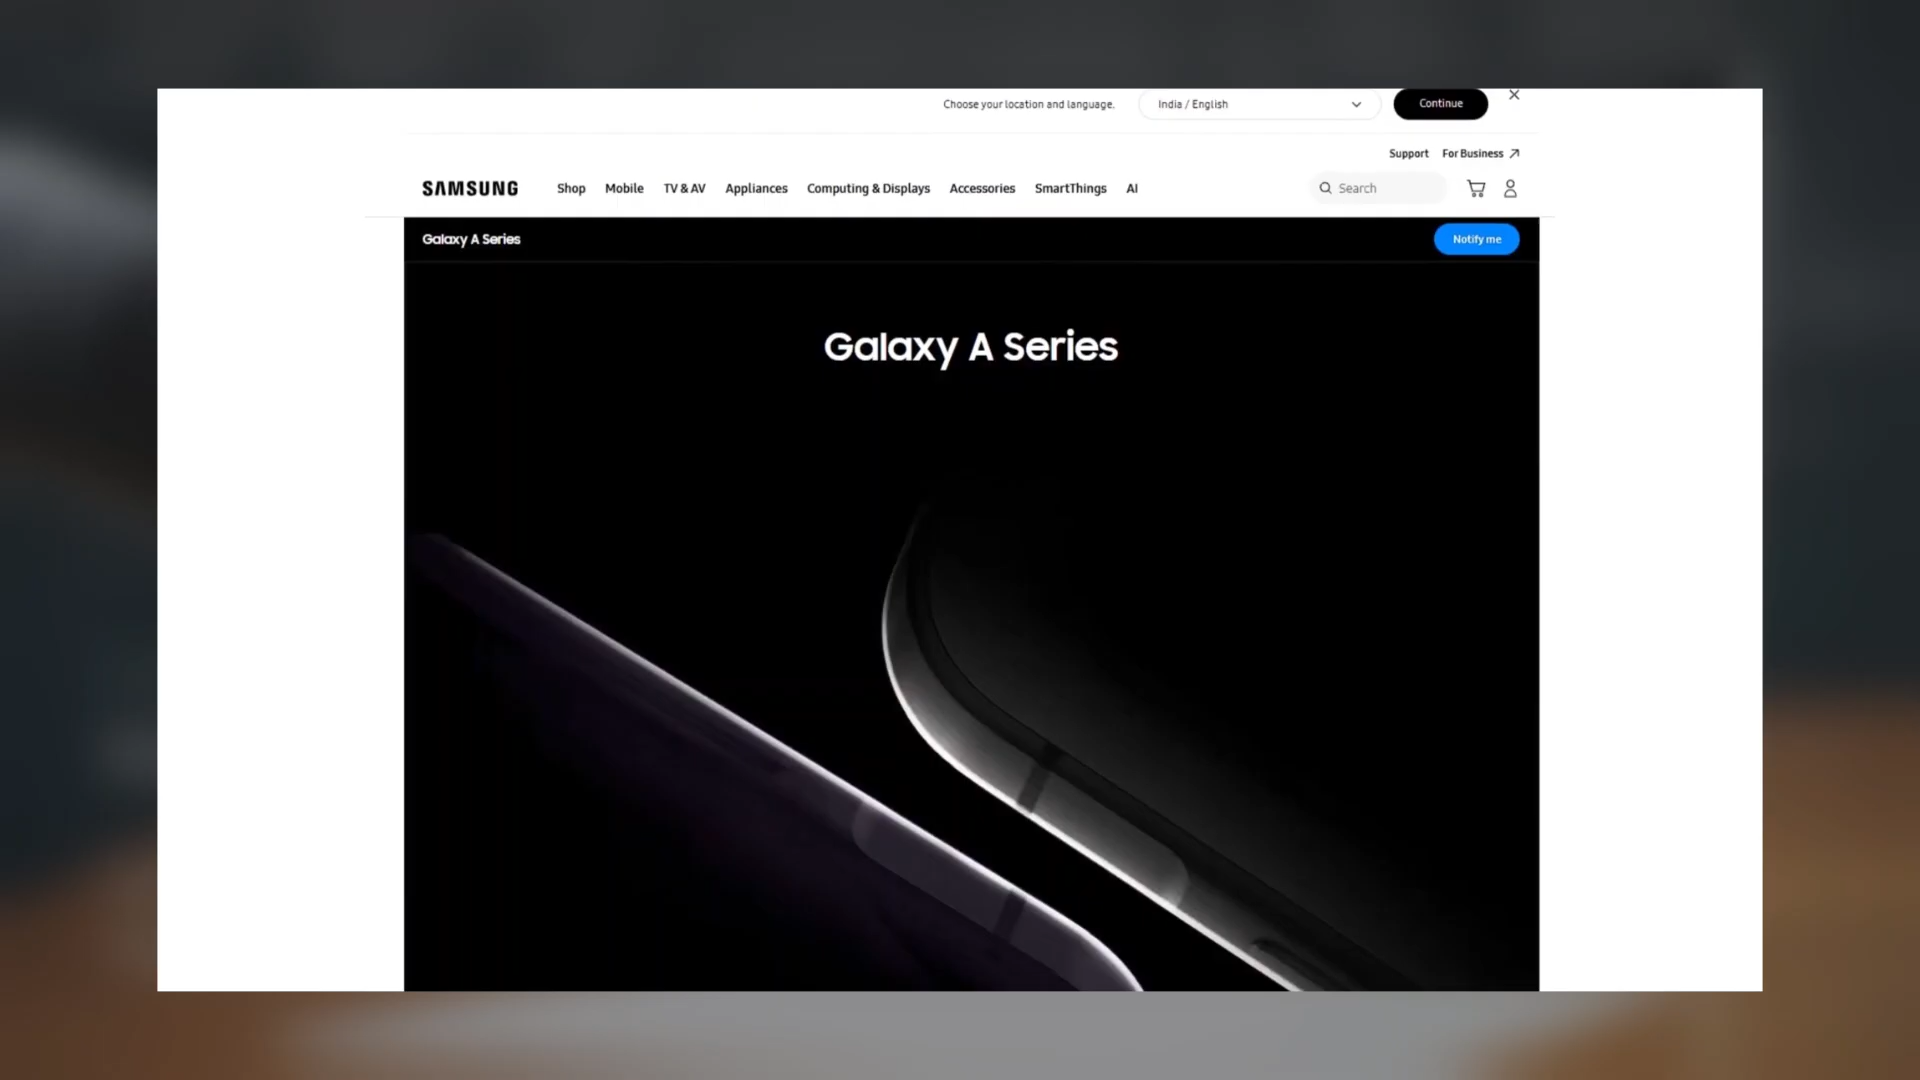 Choose your location and language. India / English Continue
Support For Business
SAMSUNG Shop Mobile TV & AV Appliances Computing & Displays Accessories SmartThings AI Search
Galaxy A Series Notify me
Galaxy A Series